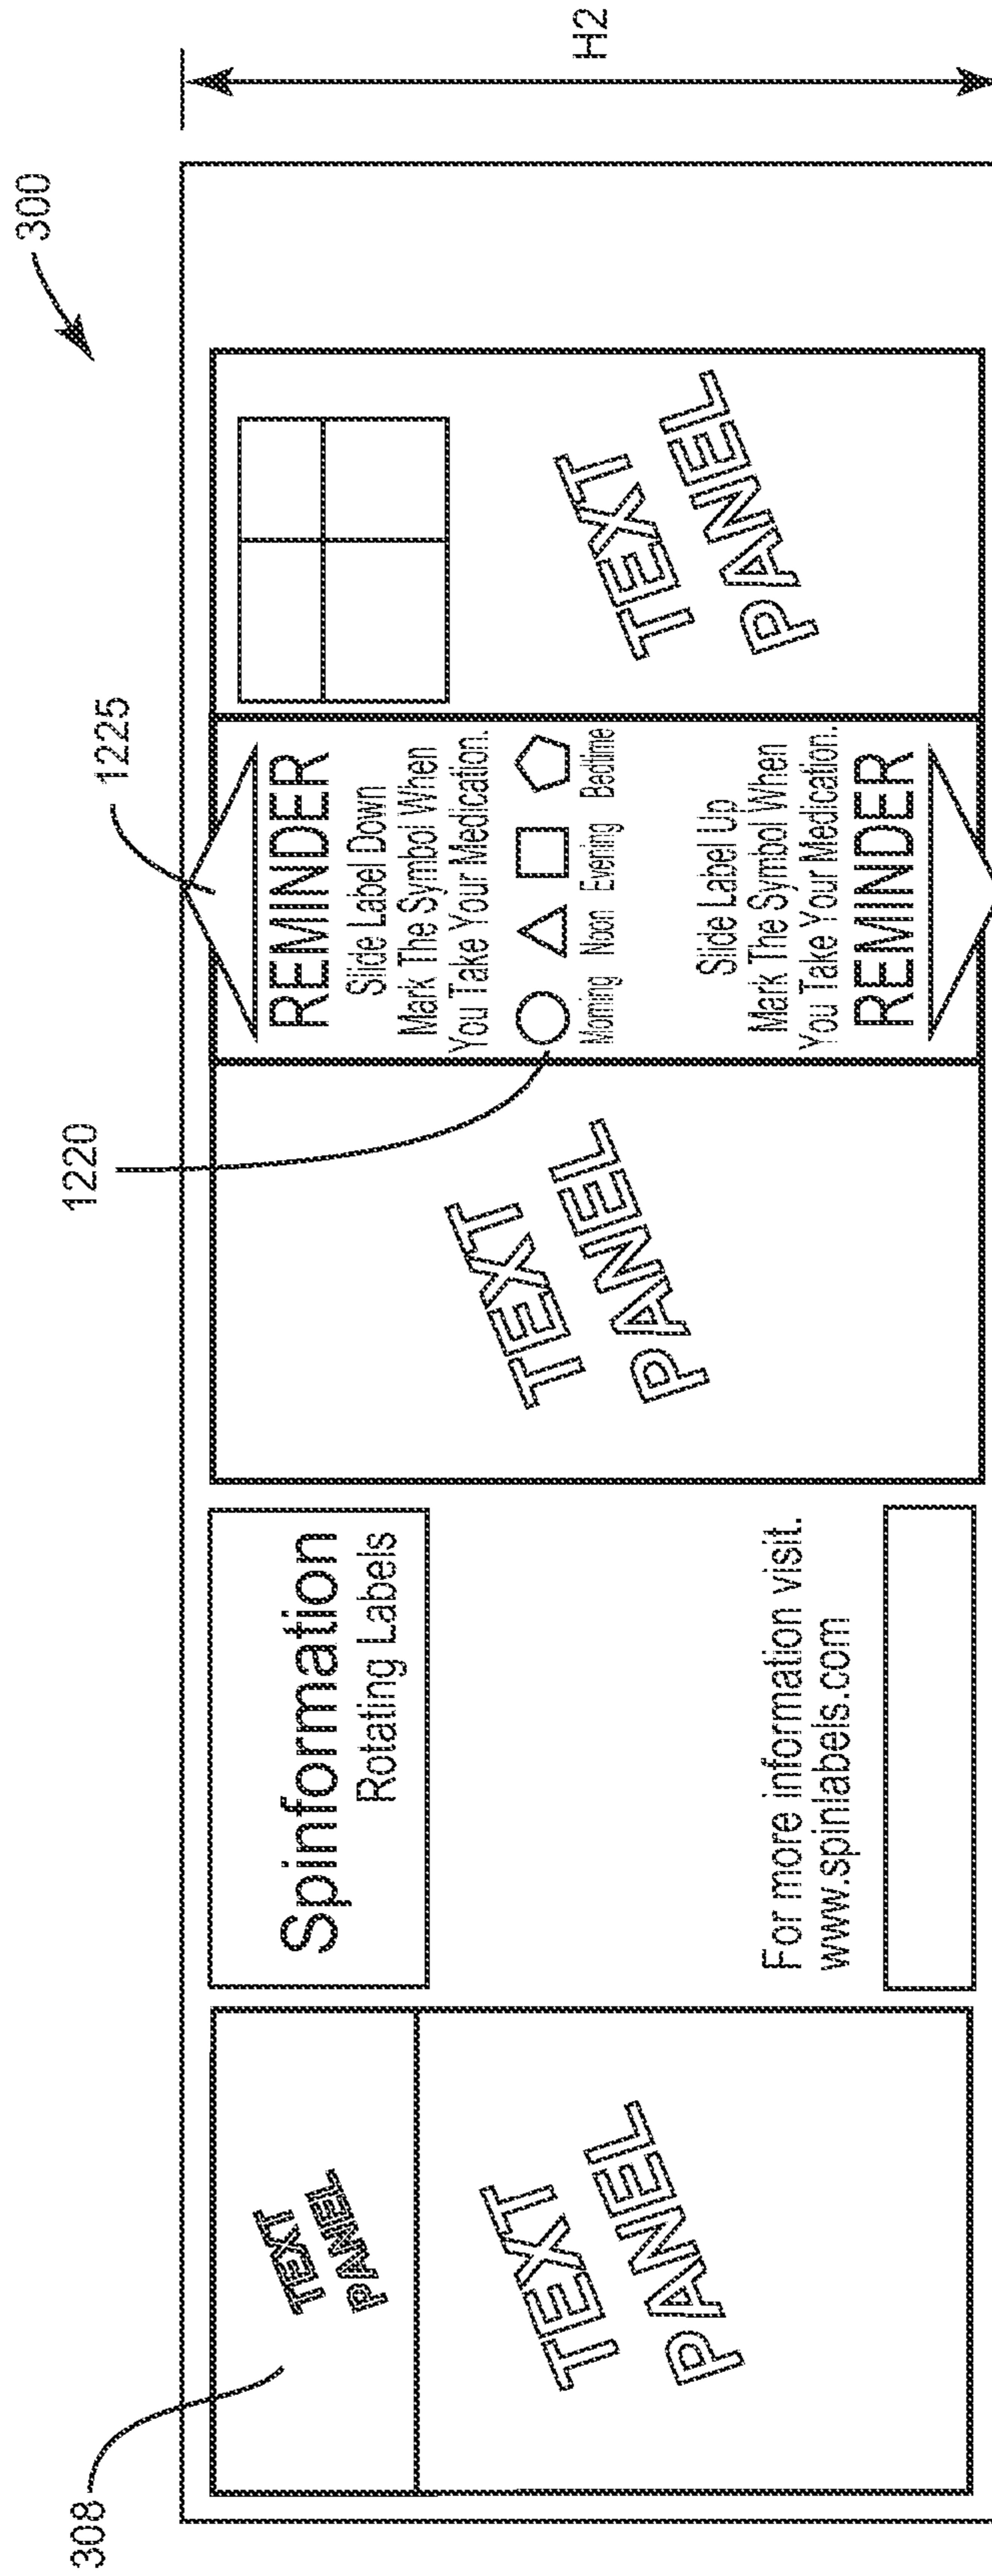 300
H2
308
TEXT
PANEL
TEXT
PANEL
Spinformation
Rotating Labels
For more information visit.
www.spinlabels.com
TEXT
PANEL
1220
1225
REMINDER
Slide Label Down
Mark The Symbol When
You Take Your Medication.
Morning Noon Evening Bedtime
Slide Label Up
Mark The Symbol When
You Take Your Medication.
REMINDER
TEXT
PANEL